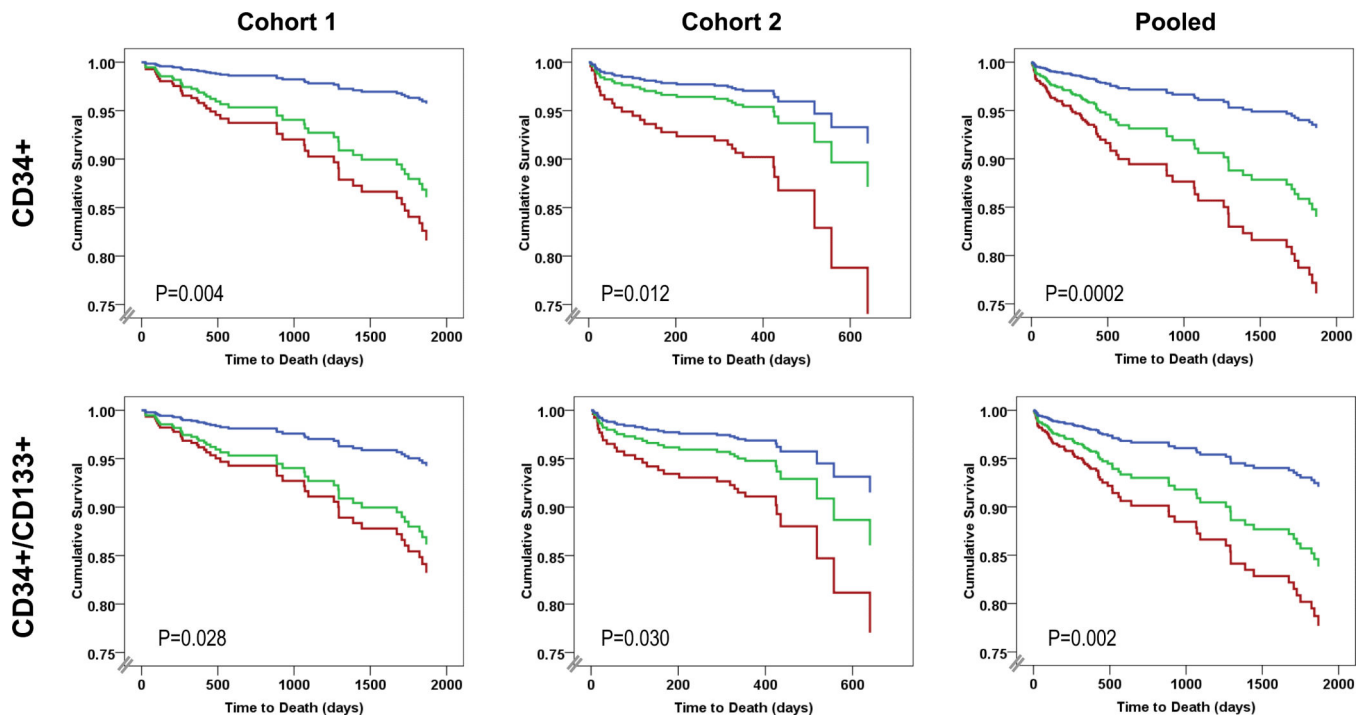 Cohort 1
Cohort 2
Pooled
CD34+
Cumulative Survival
1.00
0.95
0.90
0.85
0.80
0.75
P=0.004
0
500
1000
1500
2000
Time to Death (days)
Cumulative Survival
1.00
0.95
0.90
0.85
0.80
0.75
P=0.012
0
200
400
600
Time to Death (days)
Cumulative Survival
1.00
0.95
0.90
0.85
0.80
0.75
P=0.0002
0
500
1000
1500
2000
Time to Death (days)
CD34+/CD133+
Cumulative Survival
1.00
0.95
0.90
0.85
0.80
0.75
P=0.028
0
500
1000
1500
2000
Time to Death (days)
Cumulative Survival
1.00
0.95
0.90
0.85
0.80
0.75
P=0.030
0
200
400
600
Time to Death (days)
Cumulative Survival
1.00
0.95
0.90
0.85
0.80
0.75
P=0.002
0
500
1000
1500
2000
Time to Death (days)